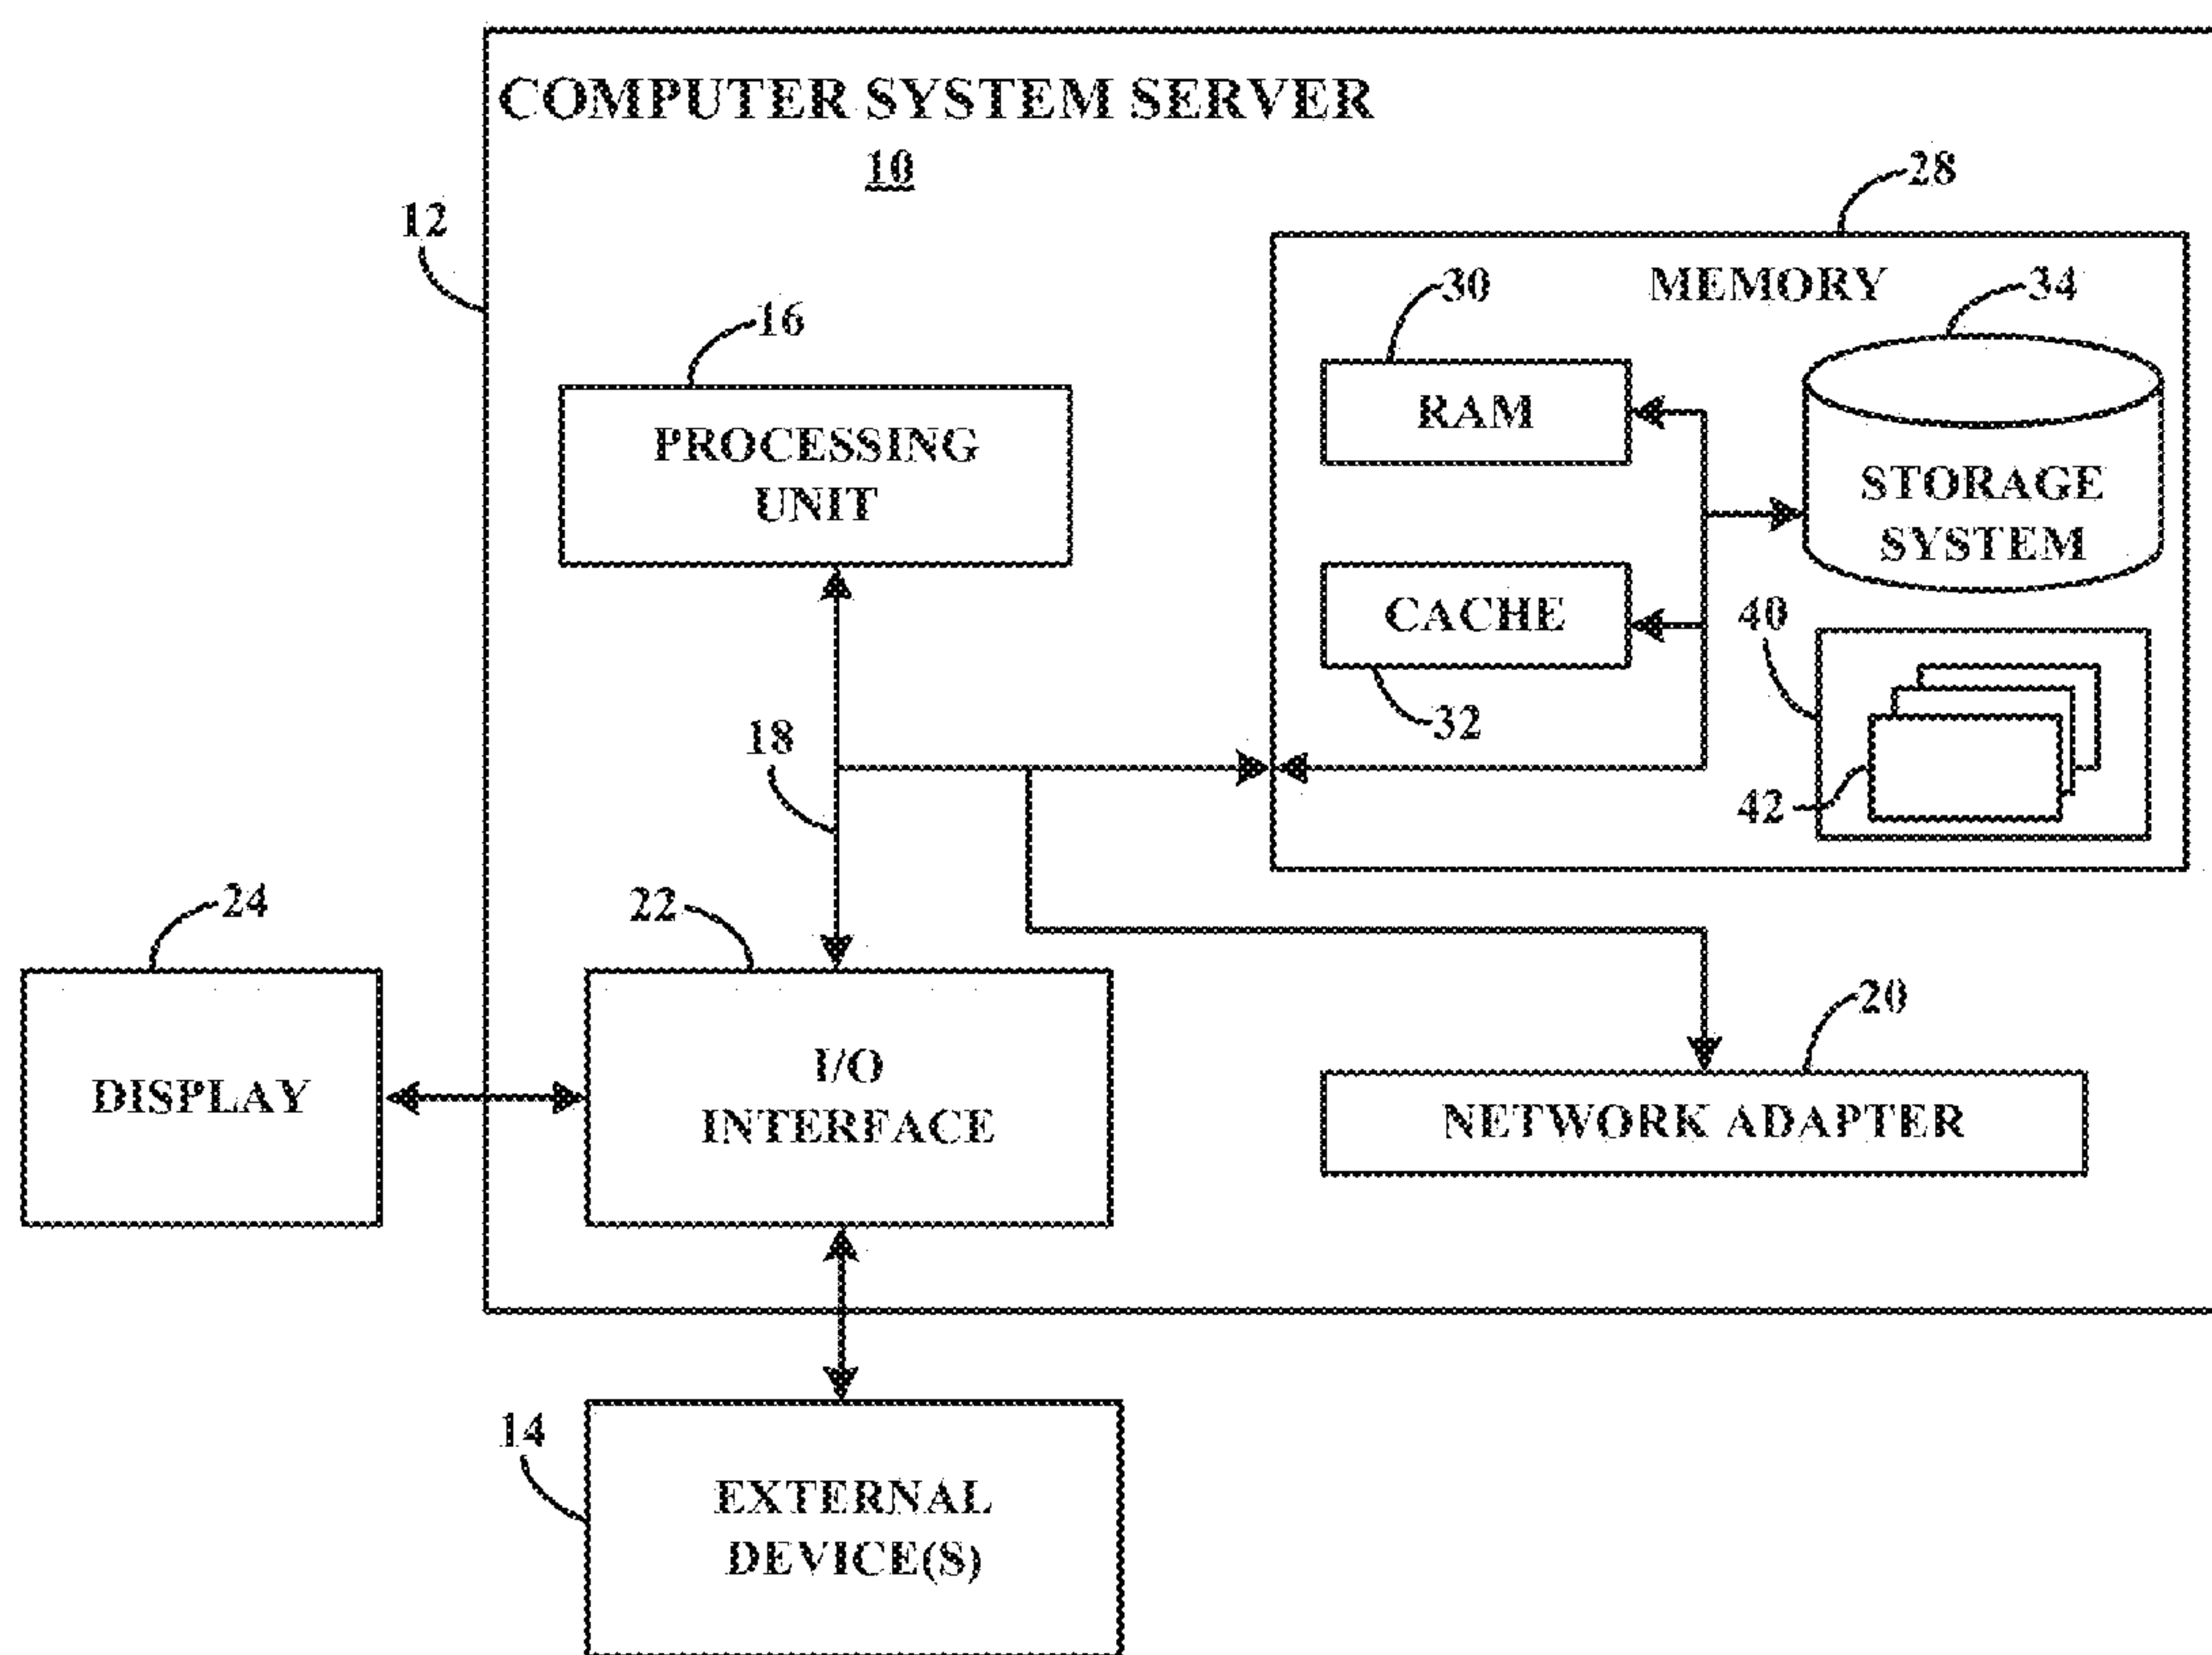 COMPUTER SYSTEM SERVER
10
12
28
MEMORY
30
34
16
RAM
PROCESSING
UNIT
STORAGE
SYSTEM
CACHE
40
32
18
42
24
22
20
DISPLAY
I/O
INTERFACE
NETWORK ADAPTER
14
EXTERNAL
DEVICE(S)